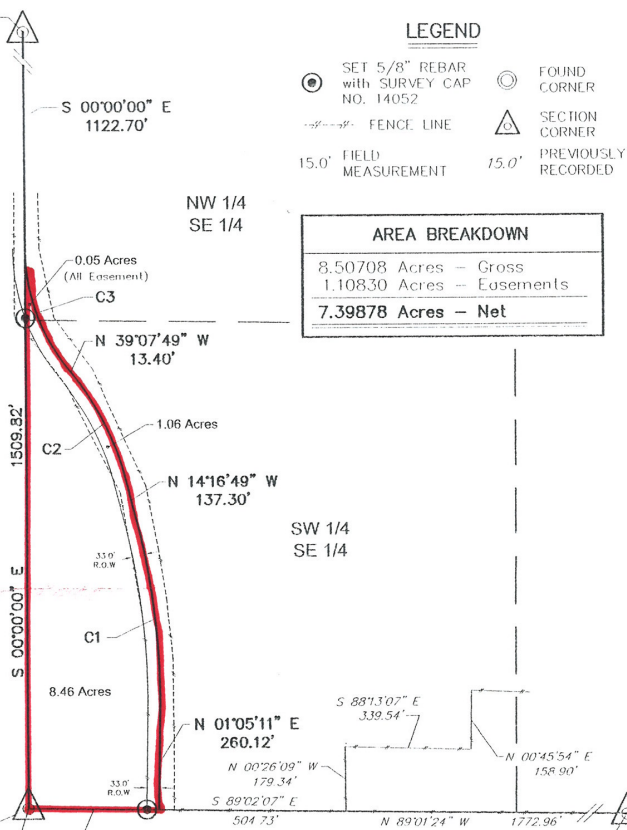 LEGEND
SET 5/8" REBAR
with SURVEY CAP
NO. 14052
FOUND
CORNER
FENCE LINE
SECTION
CORNER
15.0' FIELD
MEASUREMENT
15.0' PREVIOUSLY
RECORDED
S 00°00'00" E
1122.70'
NW 1/4
SE 1/4
AREA BREAKDOWN
8.50708 Acres – Gross
1.10830 Acres – Easements
7.39878 Acres – Net
0.05 Acres
(All Easement)
C3
N 39°07'49" W
13.40'
1509.82'
S 00°00'00" E
C2
1.06 Acres
N 14°16'49" W
137.30'
SW 1/4
SE 1/4
33.0'
R.O.W
C1
8.46 Acres
N 01°05'11" E
260.12'
33.0'
R.O.W
S 88°13'07" E
339.54'
N 00°45'54" E
158.90'
N 00°26'09" W
179.34'
S 89°02'07" E
504.73'
N 89°01'24" W
1772.96'